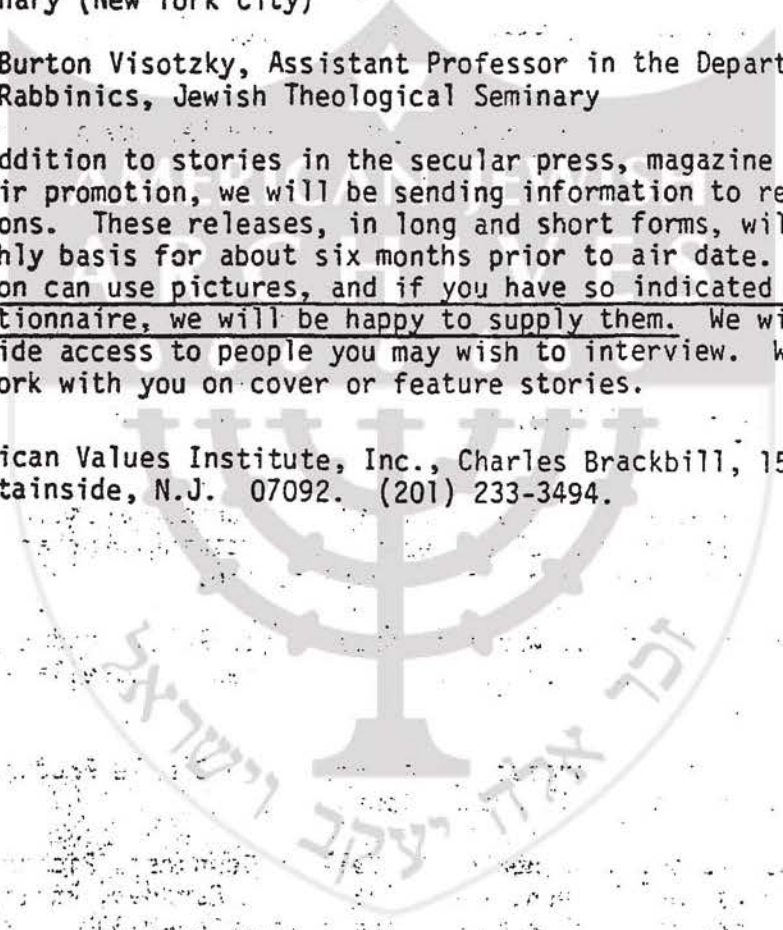 nary (New York City)
Burton Visotzky, Assistant Professor in the Depart
Rabbinics, Jewish Theological Seminary
ddition to stories in the secular press, magazine
ir promotion, we will be sending information to re
ons. These releases, in long and short forms, wil
hly basis for about six months prior to air date.
on can use pictures, and if you have so indicated
tionnaire, we will be happy to supply them. We wi
ide access to people you may wish to interview. W
ork with you on cover or feature stories.
ican Values Institute, Inc., Charles Brackbill, 15
tainside, N.J. 07092. (201) 233-3494.
AMERICAN JEWISH
ARCHIVES
זכר אלה יעקב וישראל